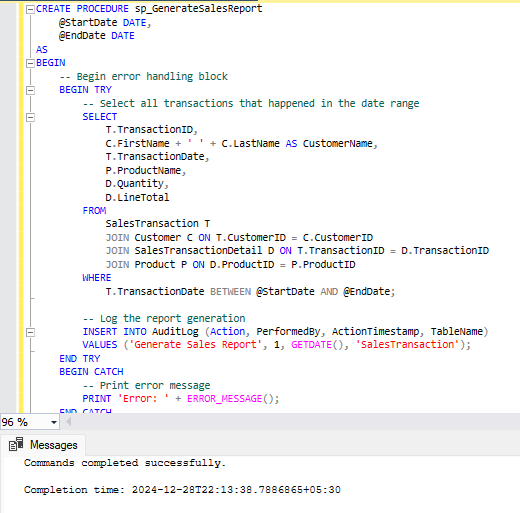 CREATE PROCEDURE sp_GenerateSalesReport
    @StartDate DATE,
    @EndDate DATE
AS
BEGIN
    -- Begin error handling block
    BEGIN TRY
        -- Select all transactions that happened in the date range
        SELECT
            T.TransactionID,
            C.FirstName + ' ' + C.LastName AS CustomerName,
            T.TransactionDate,
            P.ProductName,
            D.Quantity,
            D.LineTotal
        FROM
            SalesTransaction T
            JOIN Customer C ON T.CustomerID = C.CustomerID
            JOIN SalesTransactionDetail D ON T.TransactionID = D.TransactionID
            JOIN Product P ON D.ProductID = P.ProductID
        WHERE
            T.TransactionDate BETWEEN @StartDate AND @EndDate;

        -- Log the report generation
        INSERT INTO AuditLog (Action, PerformedBy, ActionTimestamp, TableName)
        VALUES ('Generate Sales Report', 1, GETDATE(), 'SalesTransaction');
    END TRY
    BEGIN CATCH
        -- Print error message
        PRINT 'Error: ' + ERROR_MESSAGE();
    END CATCH
96 %
Messages
Commands completed successfully.

Completion time: 2024-12-28T22:13:38.7886865+05:30